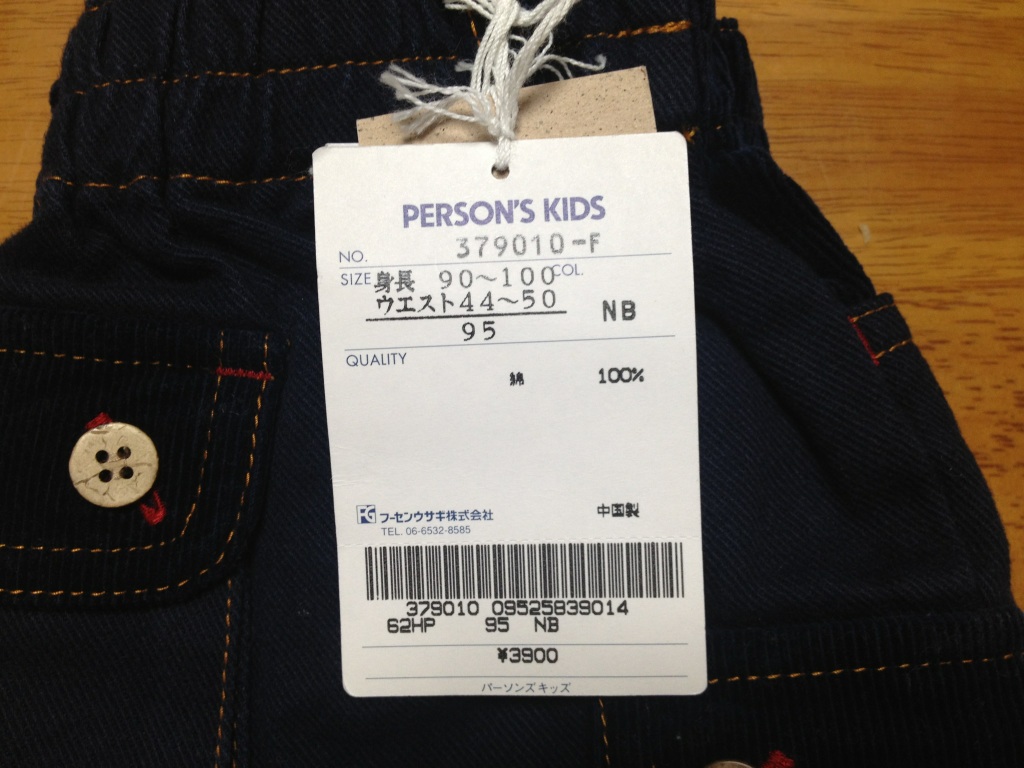 PERSON'S KIDS
NO. 379010-F
SIZE 身長 90～100 COL.
ウエスト44～50 NB
95
QUALITY
綿 100%
FG フーセンウサギ株式会社 中国製
TEL. 06-6532-8585
379010 09525839014
62HP 95 NB
¥3900
パーソンズ キッズ